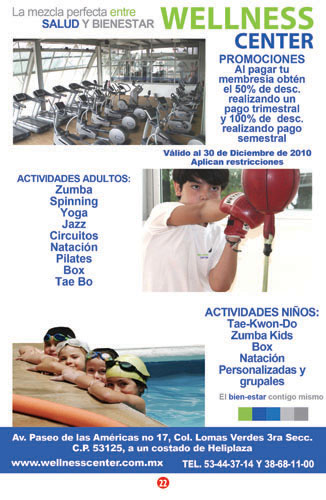 La mezcla perfecta entre
SALUD Y BIENESTAR
WELLNESS
CENTER
PROMOCIONES
Al pagar tu
membresia obtén
el 50% de desc.
realizando un
pago trimestral
y 100% de desc.
realizando pago
semestral
Válido al 30 de Diciembre de 2010
Aplican restricciones
ACTIVIDADES ADULTOS:
Zumba
Spinning
Yoga
Jazz
Circuitos
Natación
Pilates
Box
Tae Bo
ACTIVIDADES NIÑOS:
Tae-Kwon-Do
Zumba Kids
Box
Natación
Personalizadas y
grupales
El bien-estar contigo mismo
Av. Paseo de las Américas no 17, Col. Lomas Verdes 3ra Secc.
C.P. 53125, a un costado de Heliplaza
www.wellnesscenter.com.mx TEL. 53-44-37-14 Y 38-68-11-00
22